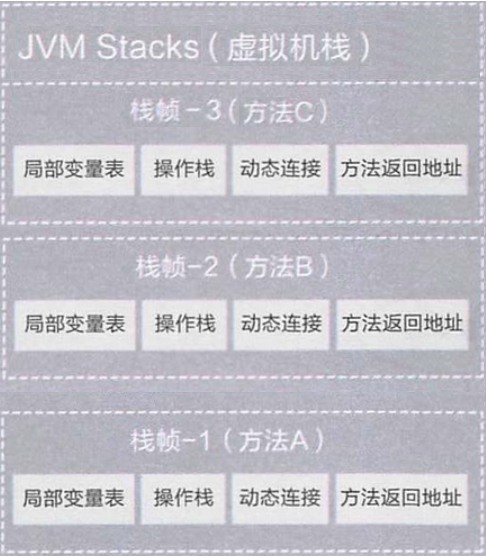 JVM Stacks（虚拟机栈）
栈帧-3（方法C）
局部变量表 操作栈 动态连接 方法返回地址
栈帧-2（方法B）
局部变量表 操作栈 动态连接 方法返回地址
栈帧-1（方法A）
局部变量表 操作栈 动态连接 方法返回地址